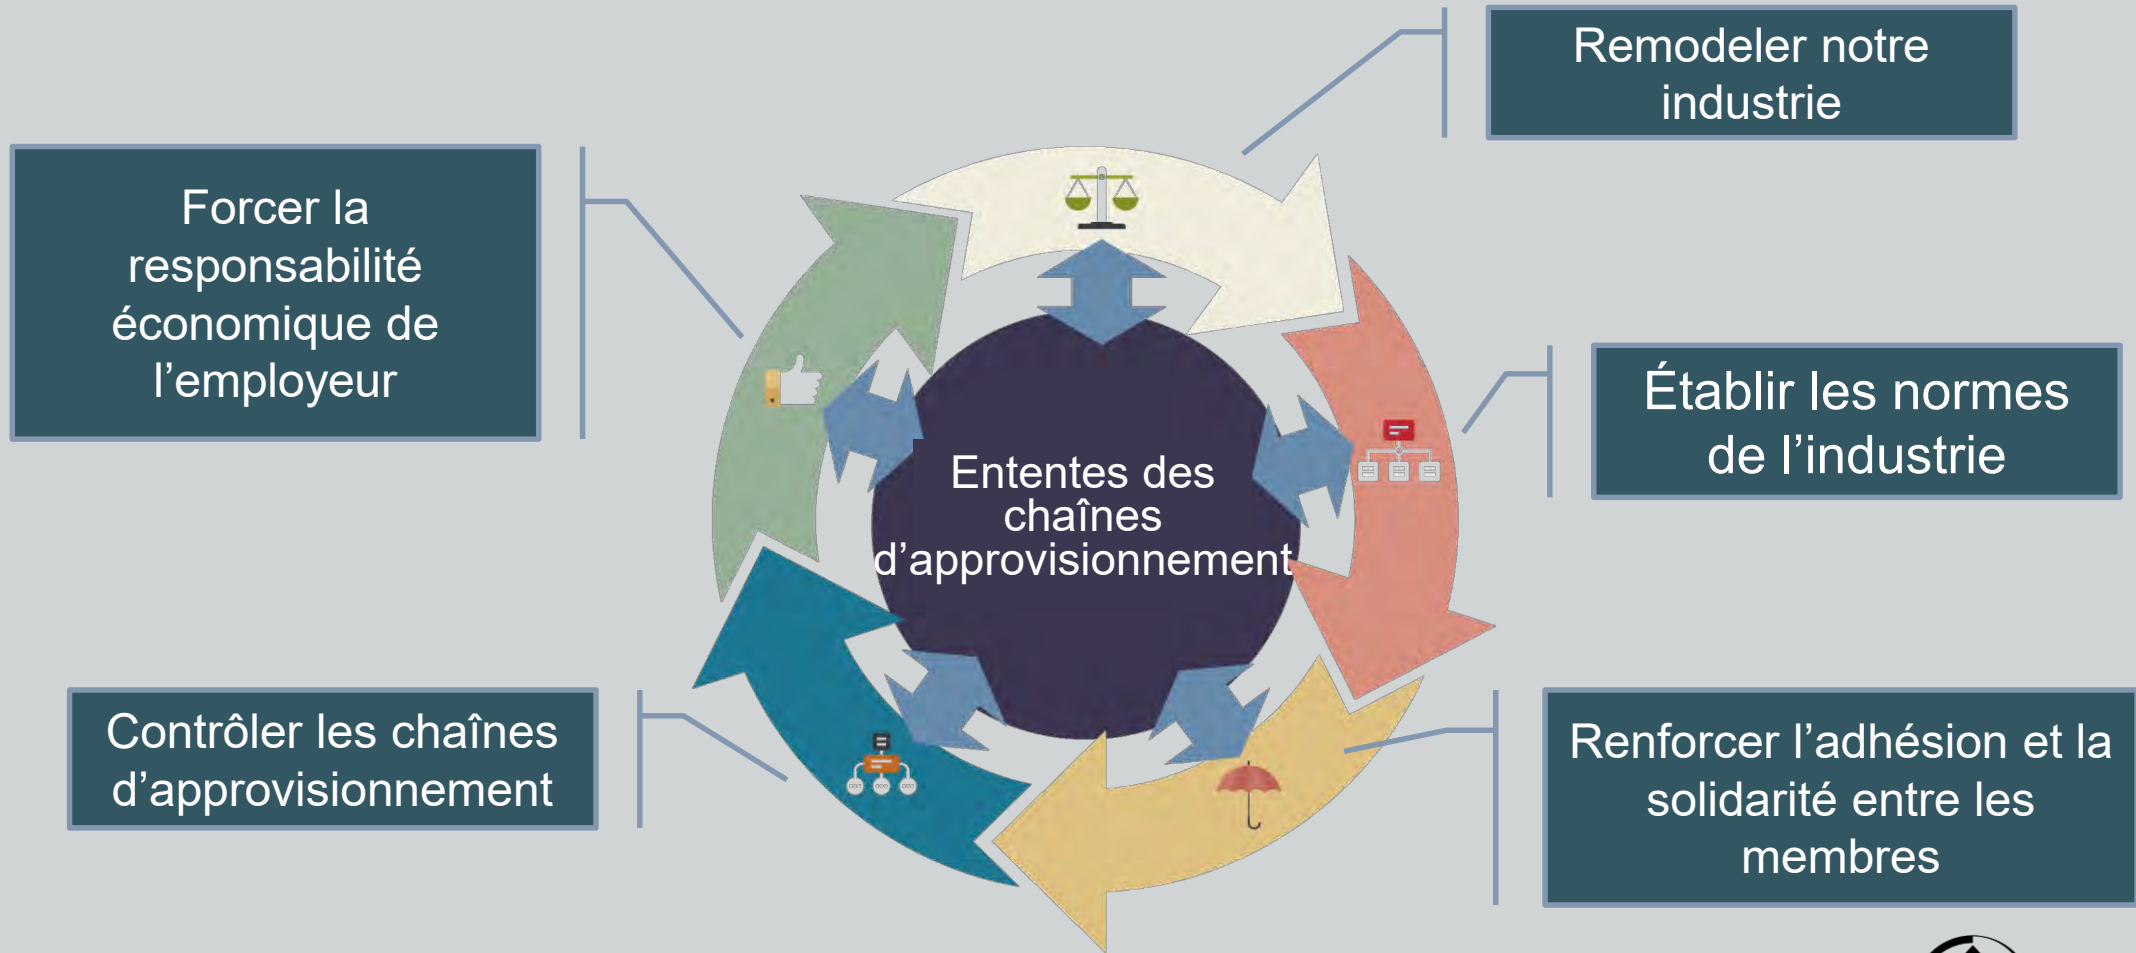 Remodeler notre
industrie
Forcer la
responsabilité
économique de
l’employeur
Établir les normes
de l’industrie
Ententes des
chaînes
d’approvisionnement
Contrôler les chaînes
d’approvisionnement
Renforcer l’adhésion et la
solidarité entre les
membres